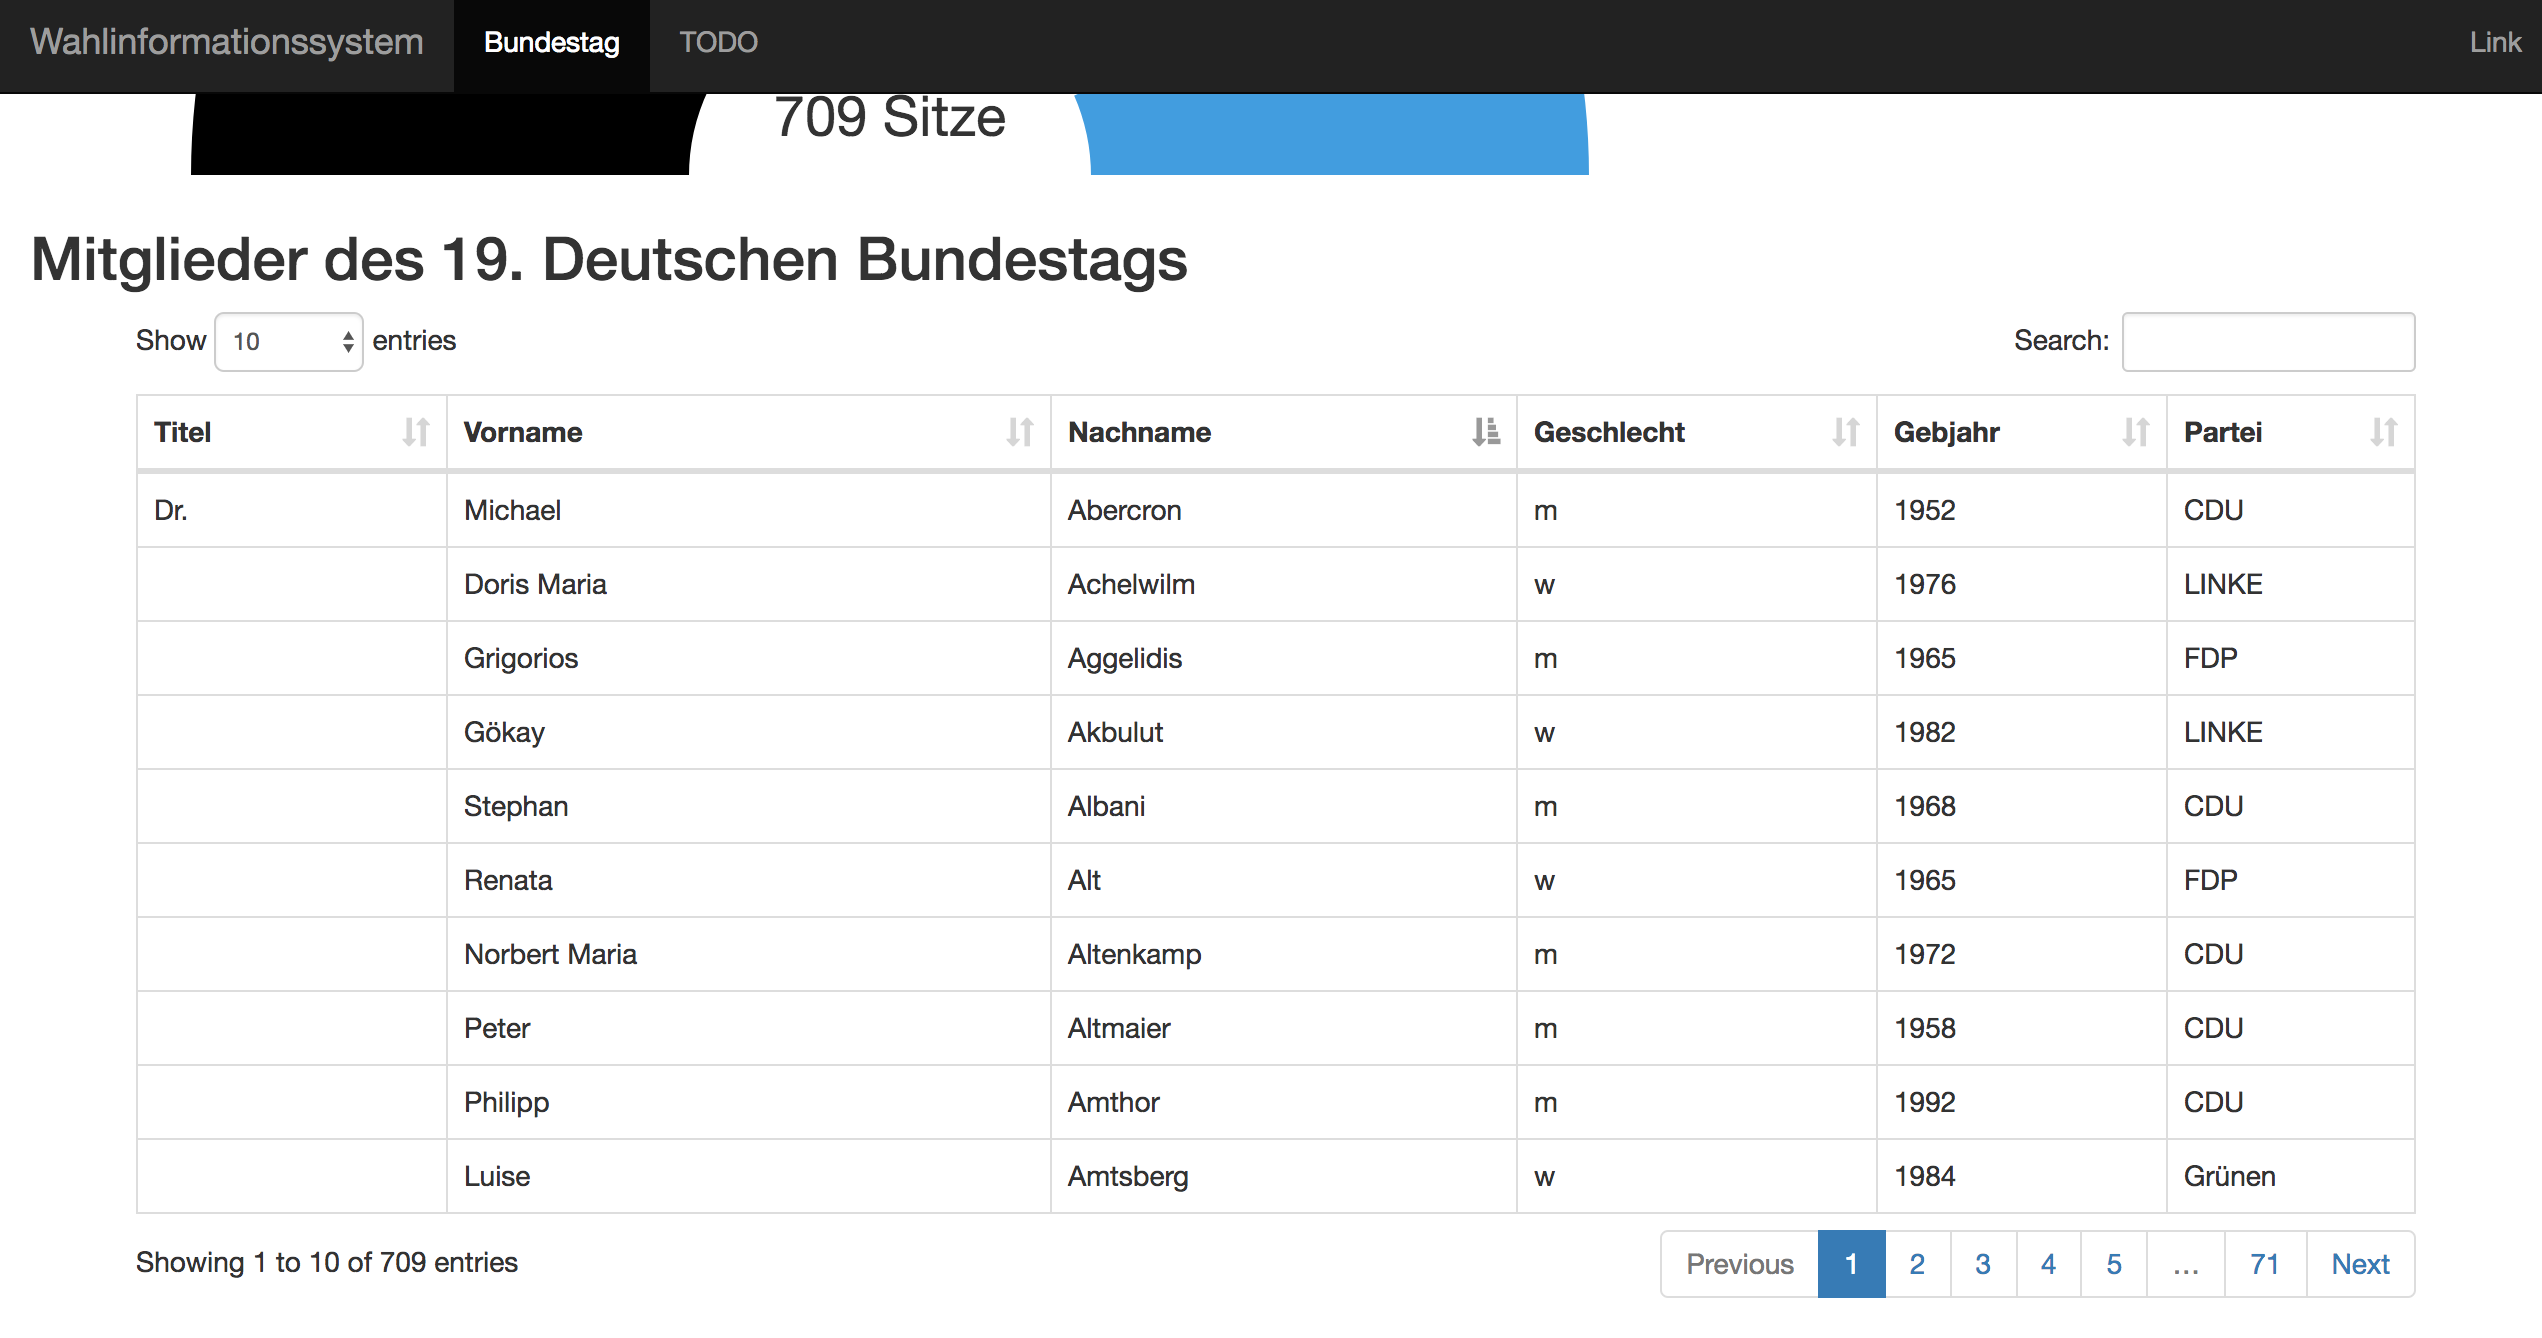 Wahlinformationssystem Bundestag TODO Link
709 Sitze
Mitglieder des 19. Deutschen Bundestags
Show 10 entries Search:
Titel Vorname Nachname Geschlecht Gebjahr Partei
Dr. Michael Abercron m 1952 CDU
Doris Maria Achelwilm w 1976 LINKE
Grigorios Aggelidis m 1965 FDP
Gökay Akbulut w 1982 LINKE
Stephan Albani m 1968 CDU
Renata Alt w 1965 FDP
Norbert Maria Altenkamp m 1972 CDU
Peter Altmaier m 1958 CDU
Philipp Amthor m 1992 CDU
Luise Amtsberg w 1984 Grünen
Showing 1 to 10 of 709 entries Previous 1 2 3 4 5 … 71 Next